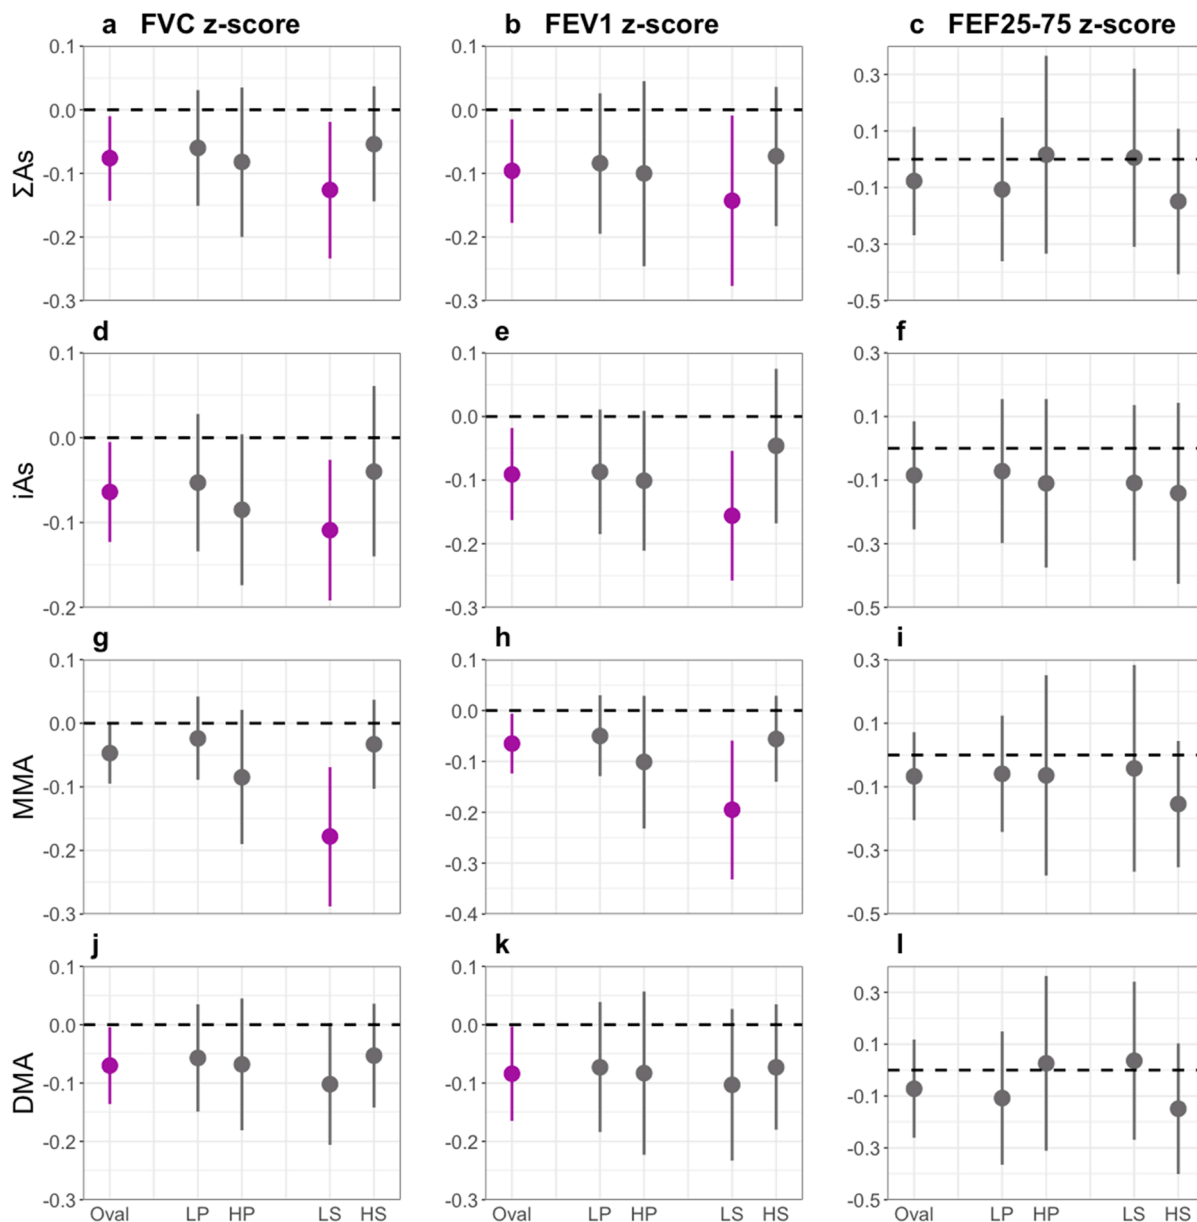 a FVC z-score b FEV1 z-score c FEF25-75 z-score
ΣAs
0.1 0.1 0.3
0.0 0.0 0.1
-0.1 -0.1 -0.1
-0.2 -0.2 -0.3
-0.3 -0.3 -0.5
d e f
iAs
0.1 0.1 0.3
0.0 0.0 0.1
-0.1 -0.1 -0.1
-0.2 -0.3
-0.2 -0.3 -0.5
g h i
MMA
0.1 0.1 0.3
0.0 0.0 0.1
-0.1 -0.1 -0.1
-0.2 -0.2 -0.3
-0.3
-0.3 -0.4 -0.5
j k l
DMA
0.1 0.1 0.3
0.0 0.0 0.1
-0.1 -0.1 -0.1
-0.2 -0.2 -0.3
-0.3 -0.3 -0.5
Oval LP HP LS HS Oval LP HP LS HS Oval LP HP LS HS